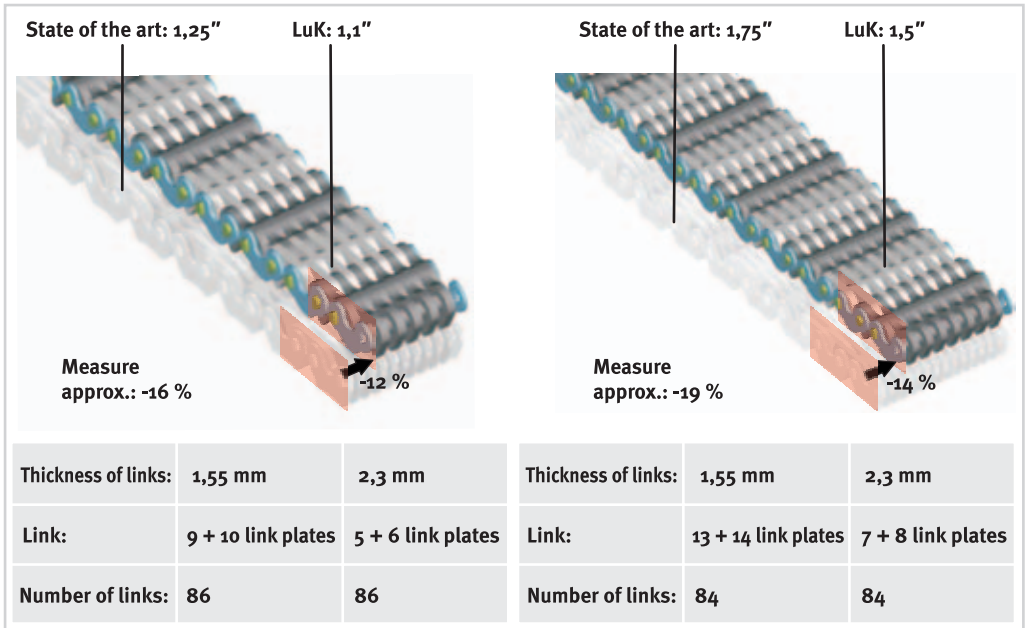 State of the art: 1,25″
LuK: 1,1″
Measure
approx.: -16 %
-12 %
Thickness of links: 1,55 mm 2,3 mm
Link: 9 + 10 link plates 5 + 6 link plates
Number of links: 86 86
State of the art: 1,75″
LuK: 1,5″
Measure
approx.: -19 %
-14 %
Thickness of links: 1,55 mm 2,3 mm
Link: 13 + 14 link plates 7 + 8 link plates
Number of links: 84 84